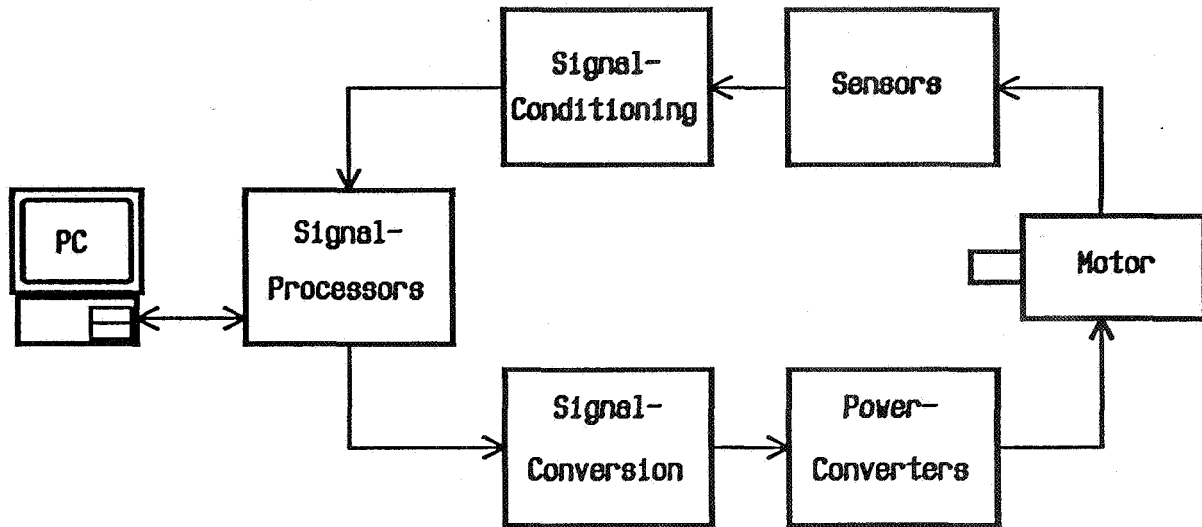 Signal-
Conditioning
Sensors
PC
Signal-
Processors
Motor
Signal-
Conversion
Power-
Converters